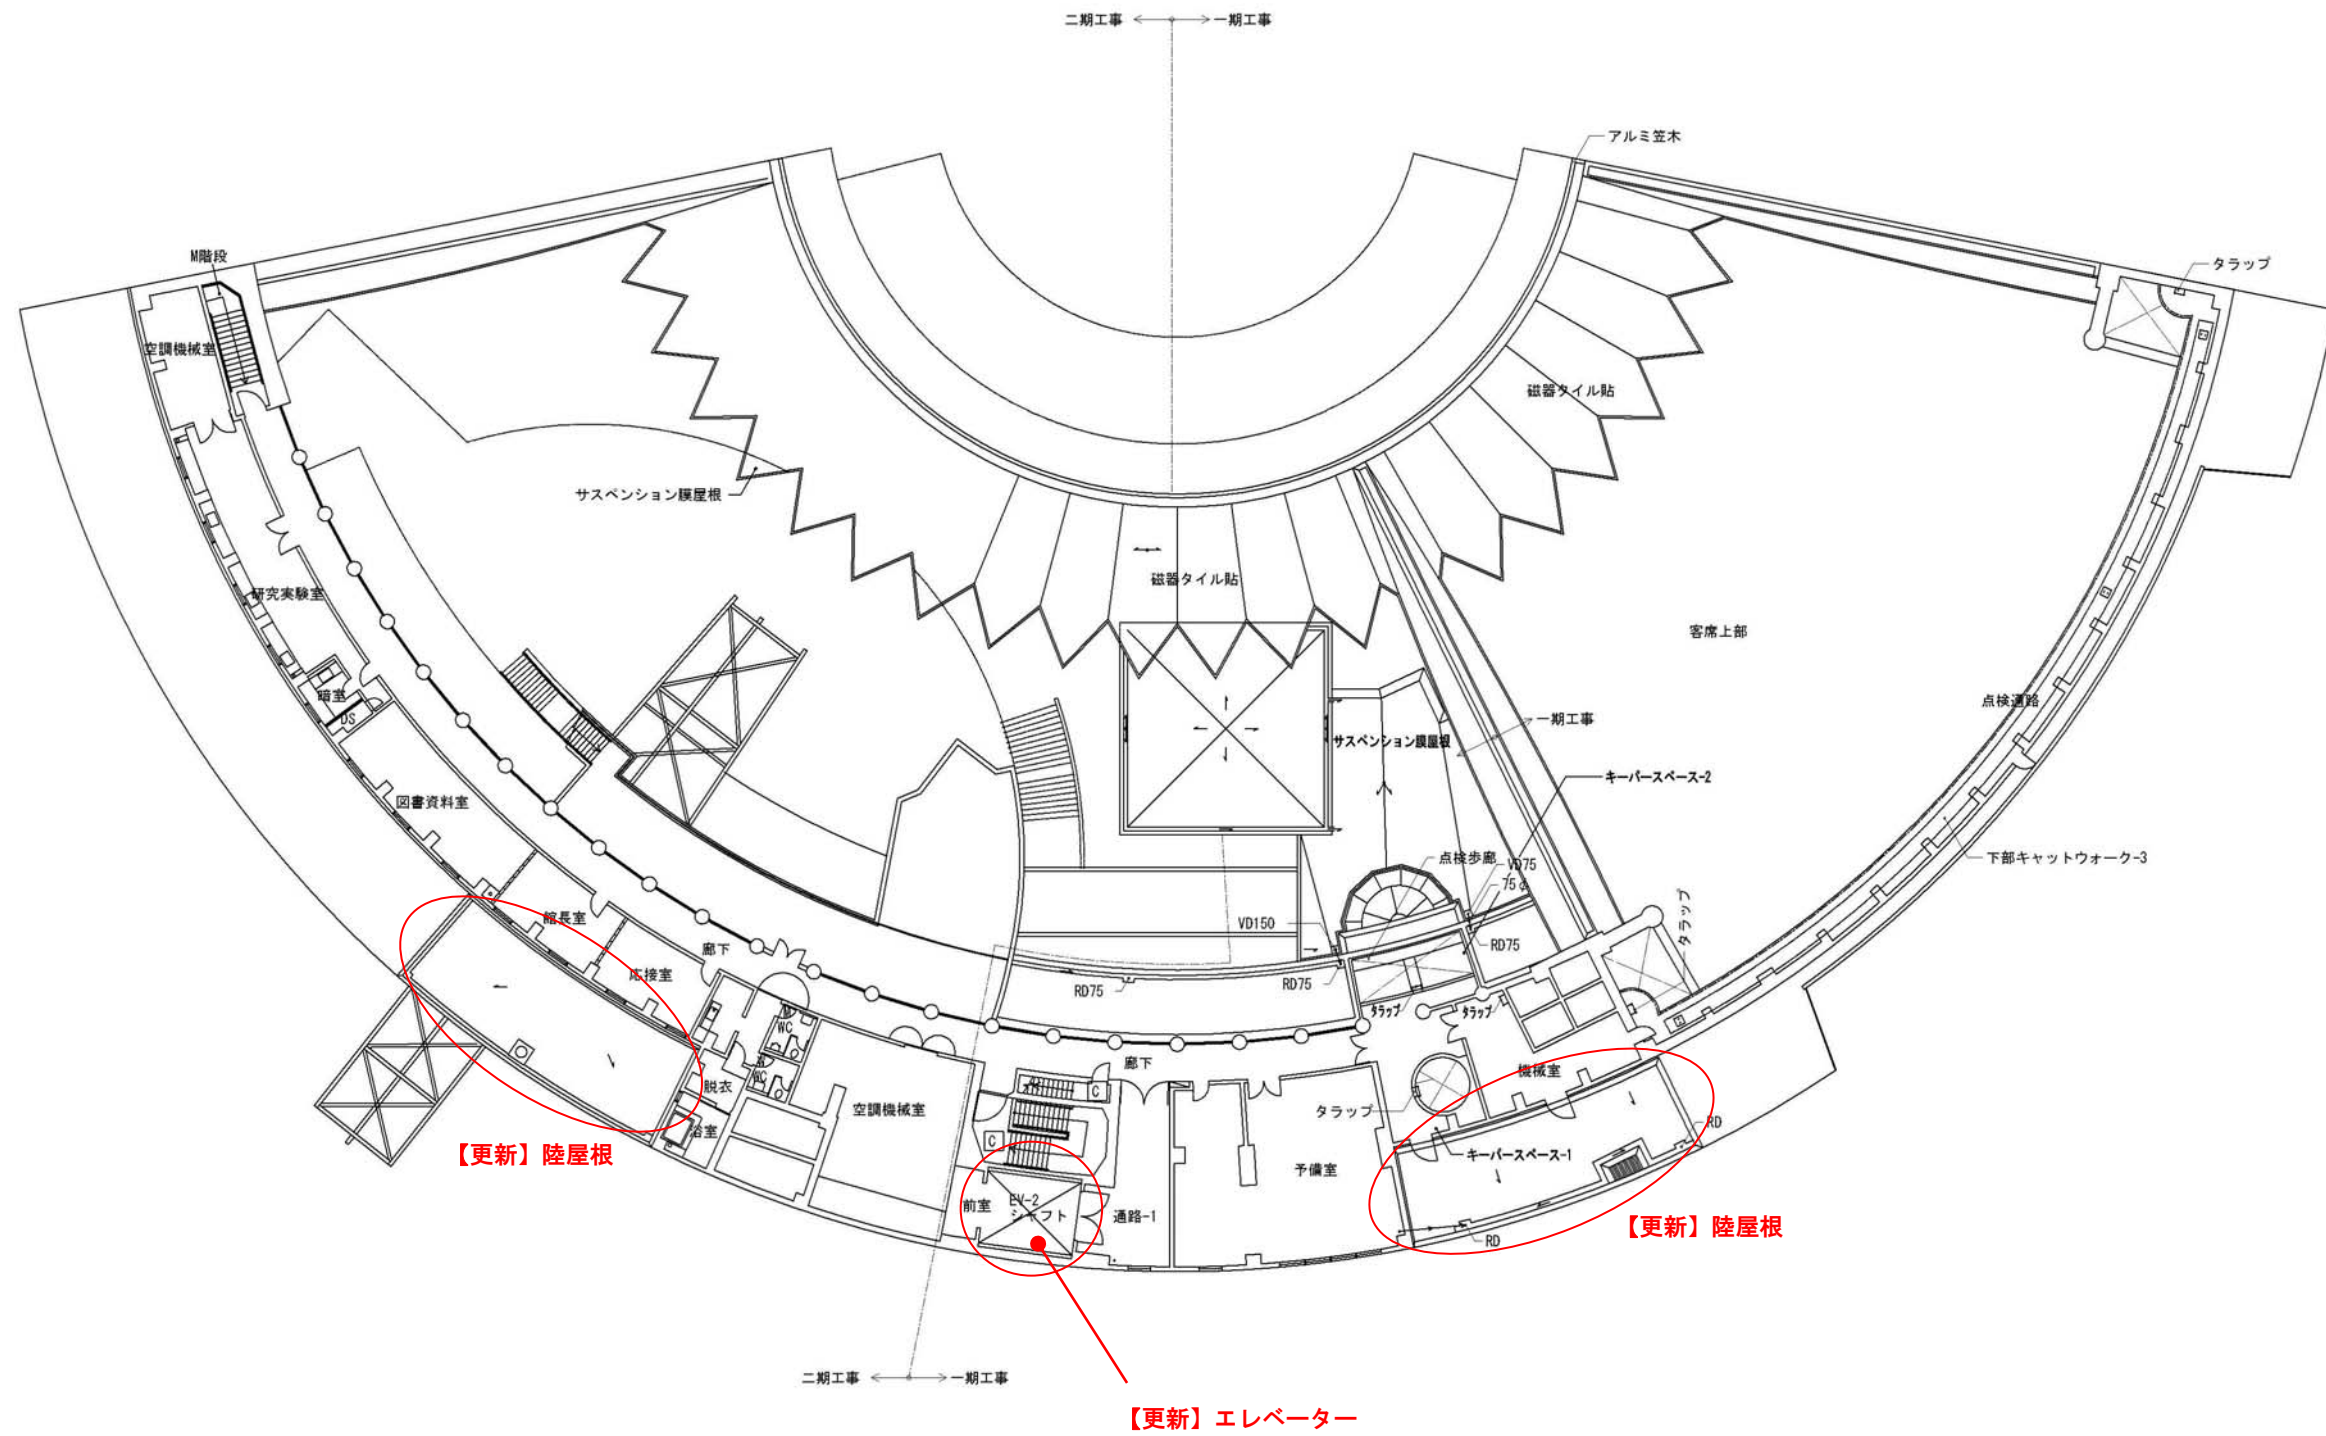 二期工事
一期工事
アルミ笠木
M階段
タラップ
空調機械室
磁器タイル貼
サスペンション膜屋根
磁器タイル貼
研究実験室
客席上部
暗室
DS
点検通路
一期工事
サスペンション膜屋根
キーパースペース-2
図書資料室
点検歩廊
VD75
75φ
下部キャットウォーク-3
タラップ
館長室
VD150
廊下
RD75
応接室
RD75
RD75
タラップ
タラップ
WC
廊下
機械室
WC
脱衣
C
空調機械室
タラップ
RD
浴室
C
キーパースペース-1
【更新】陸屋根
予備室
前室
EV-2
シャフト
通路-1
【更新】陸屋根
RD
二期工事
一期工事
【更新】エレベーター